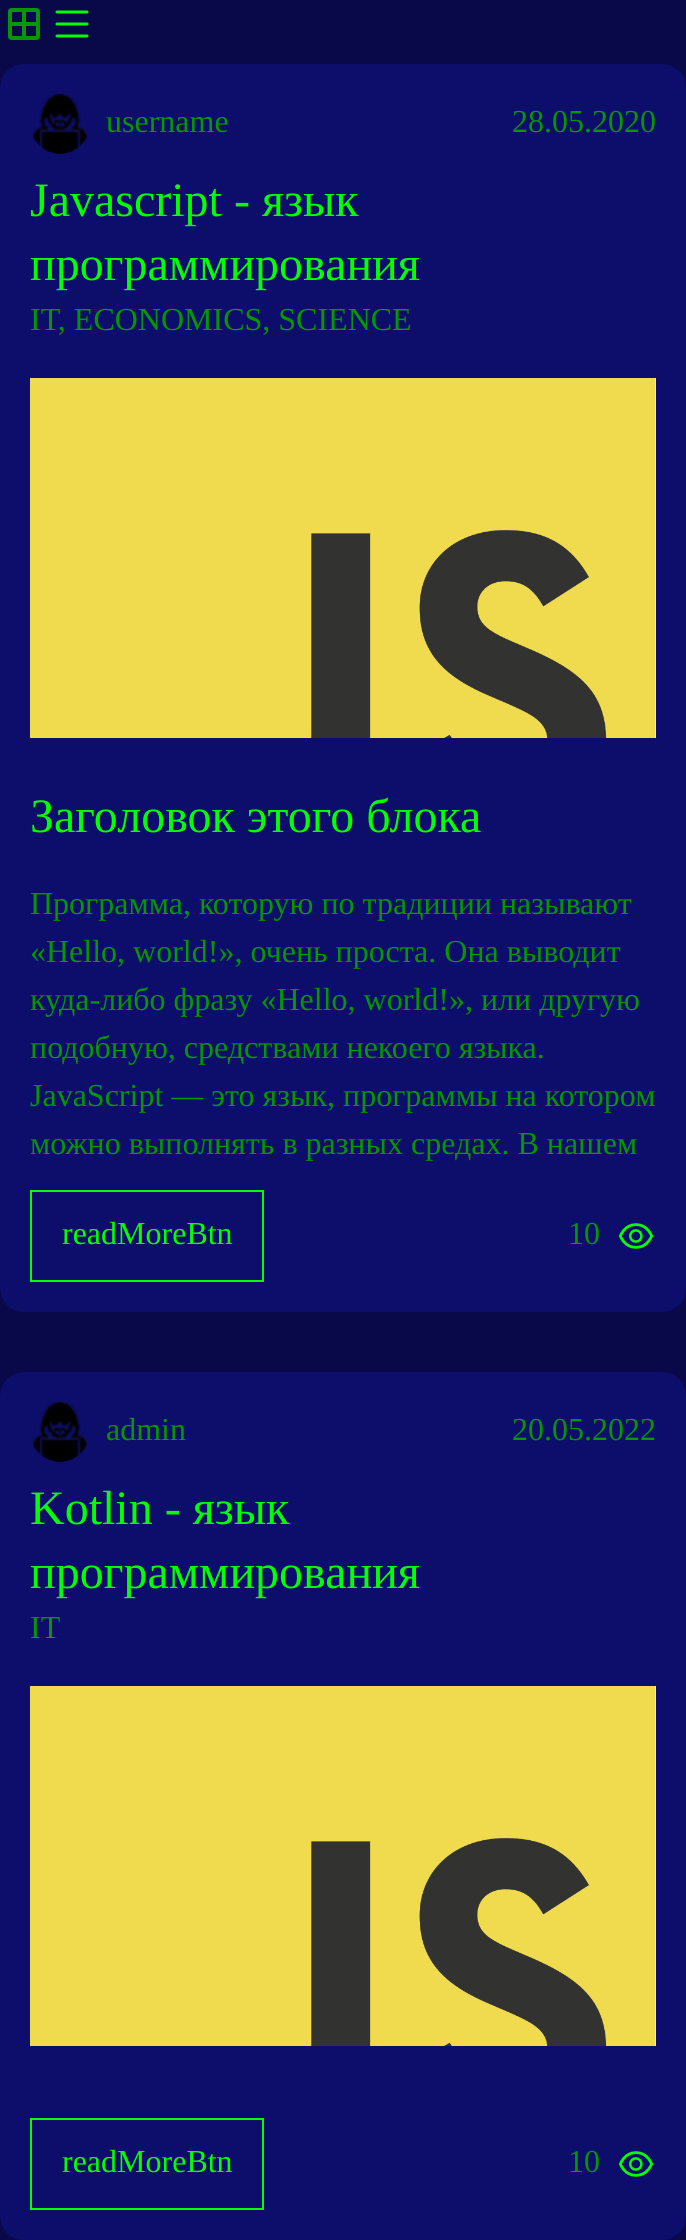 username
28.05.2020
Javascript - язык
программирования
IT, ECONOMICS, SCIENCE
JS
Заголовок этого блока
Программа, которую по традиции называют
«Hello, world!», очень проста. Она выводит
куда-либо фразу «Hello, world!», или другую
подобную, средствами некоего языка.
JavaScript — это язык, программы на котором
можно выполнять в разных средах. В нашем
readMoreBtn
10
admin
20.05.2022
Kotlin - язык
программирования
IT
JS
readMoreBtn
10